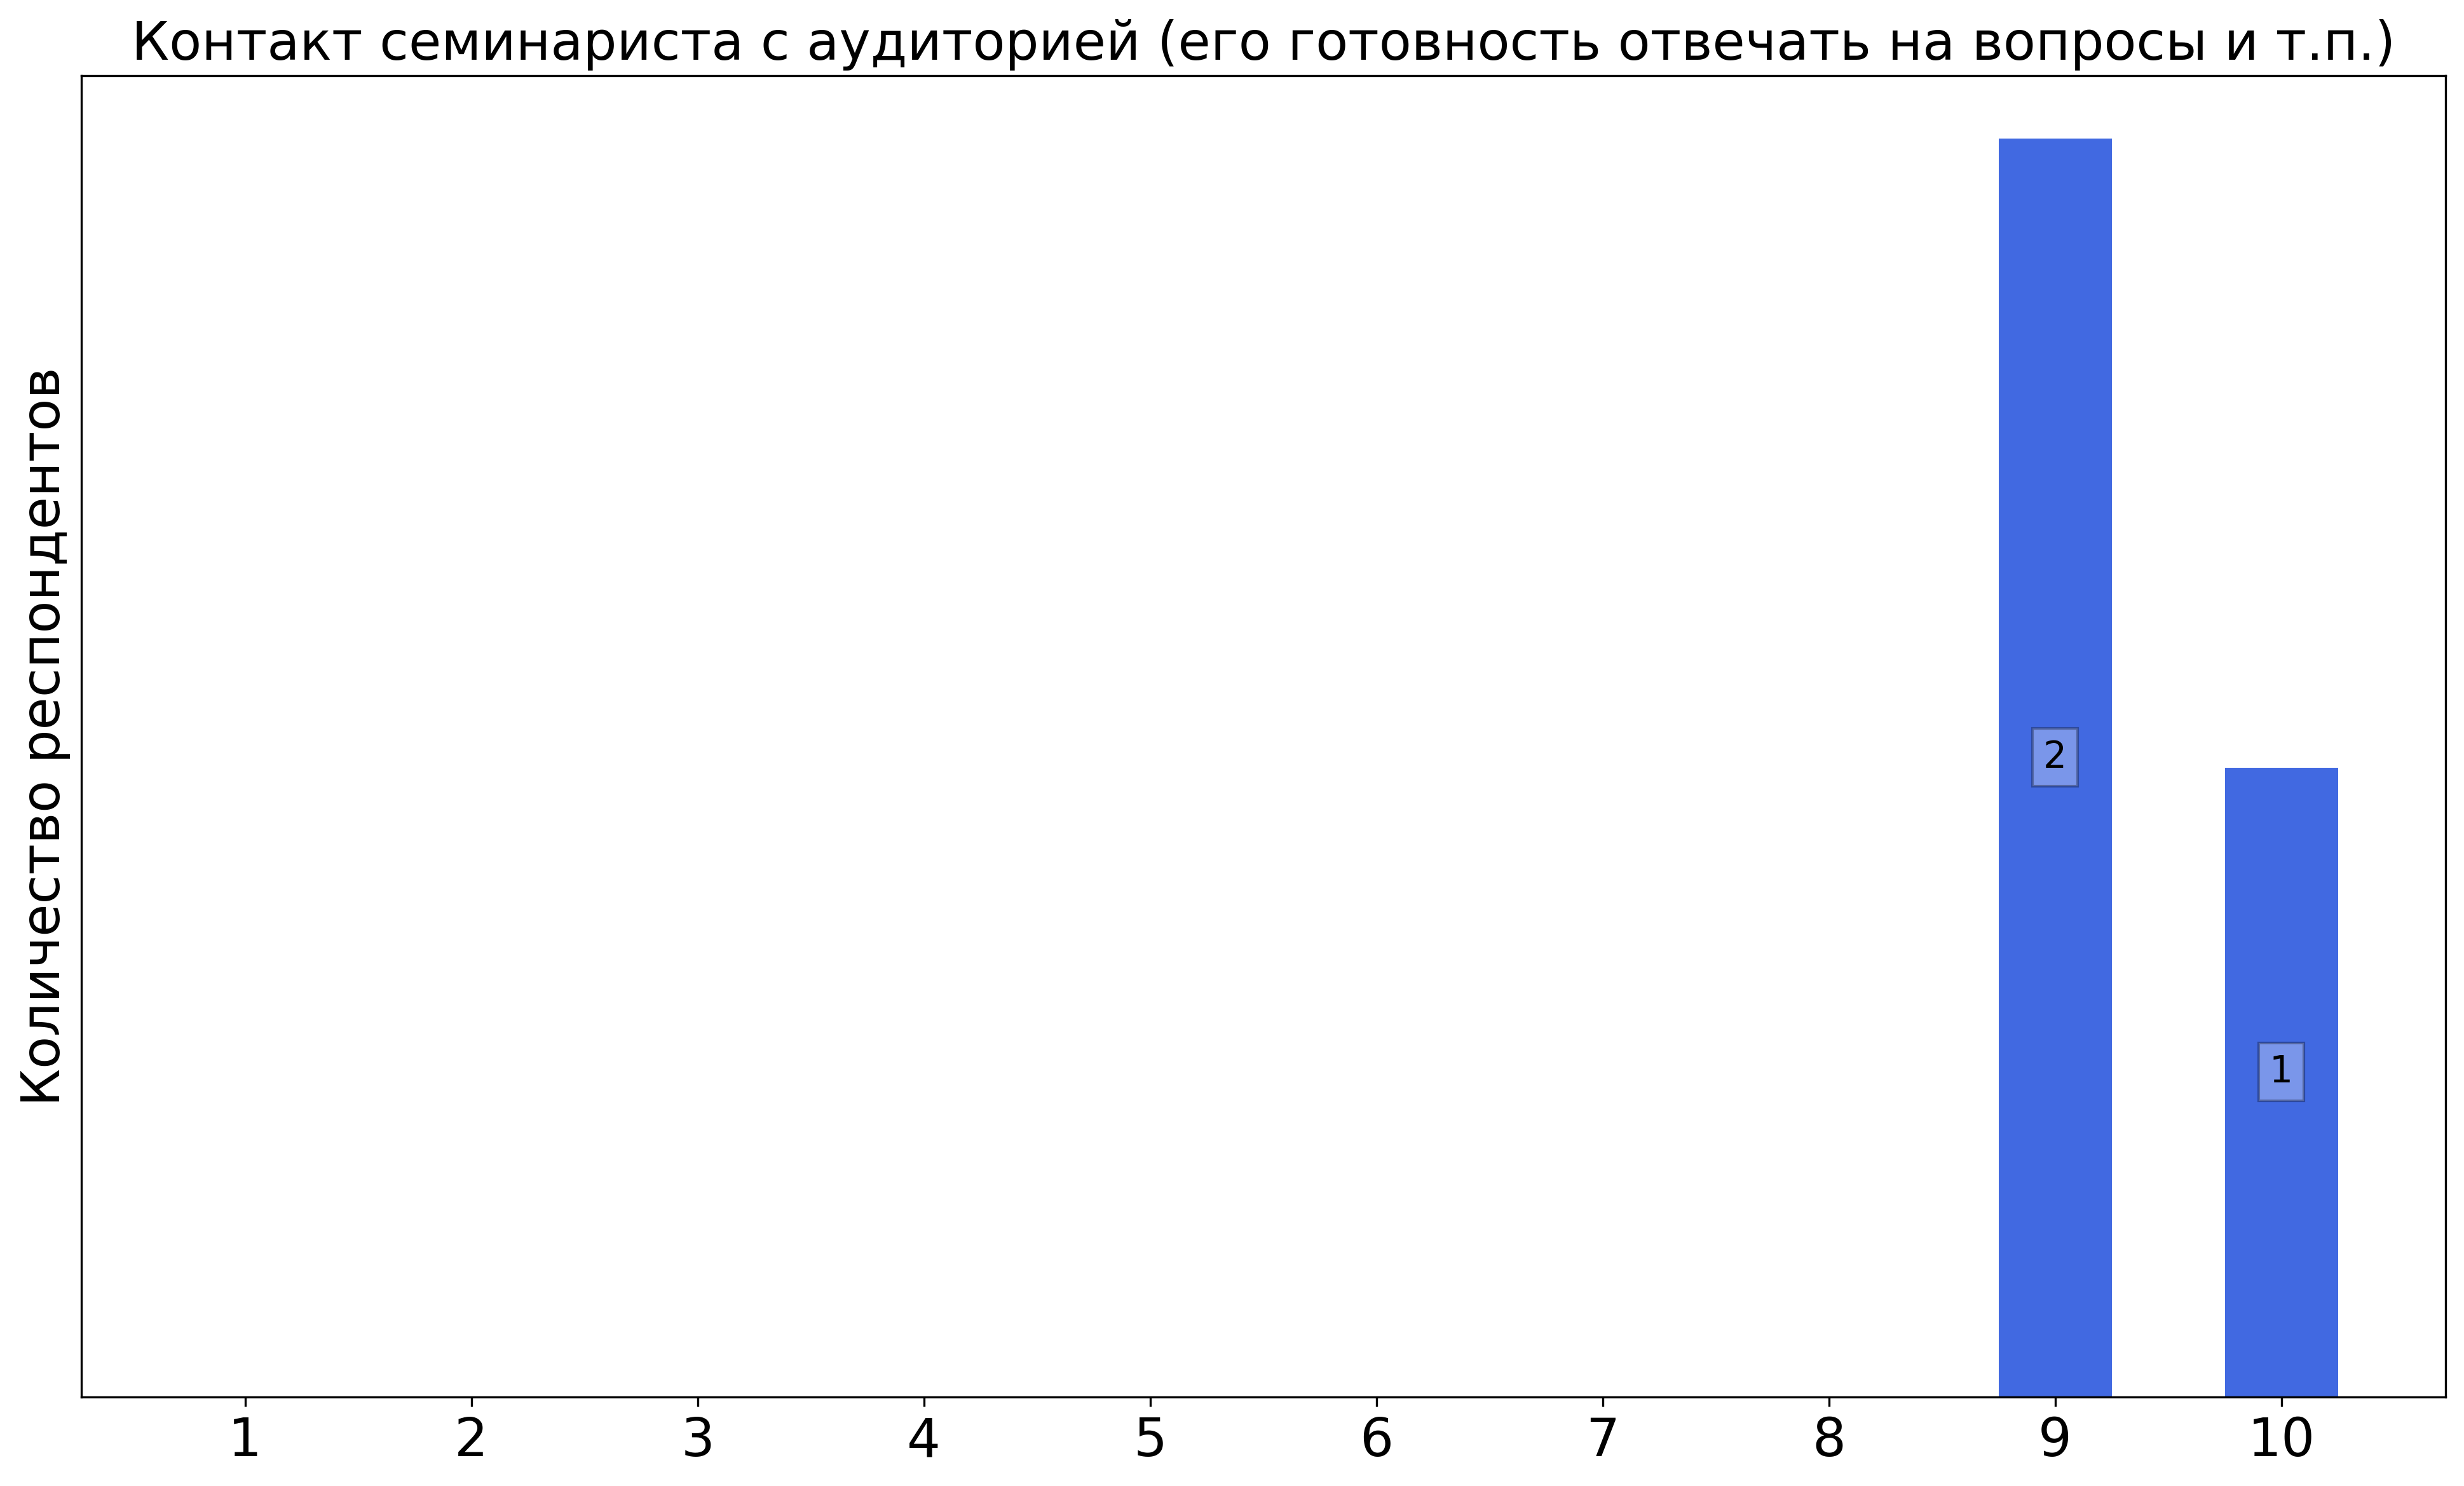 Контакт семинариста с аудиторией (его готовность отвечать на вопросы и т.п.)
Количество респондентов
2
1
1 2 3 4 5 6 7 8 9 10